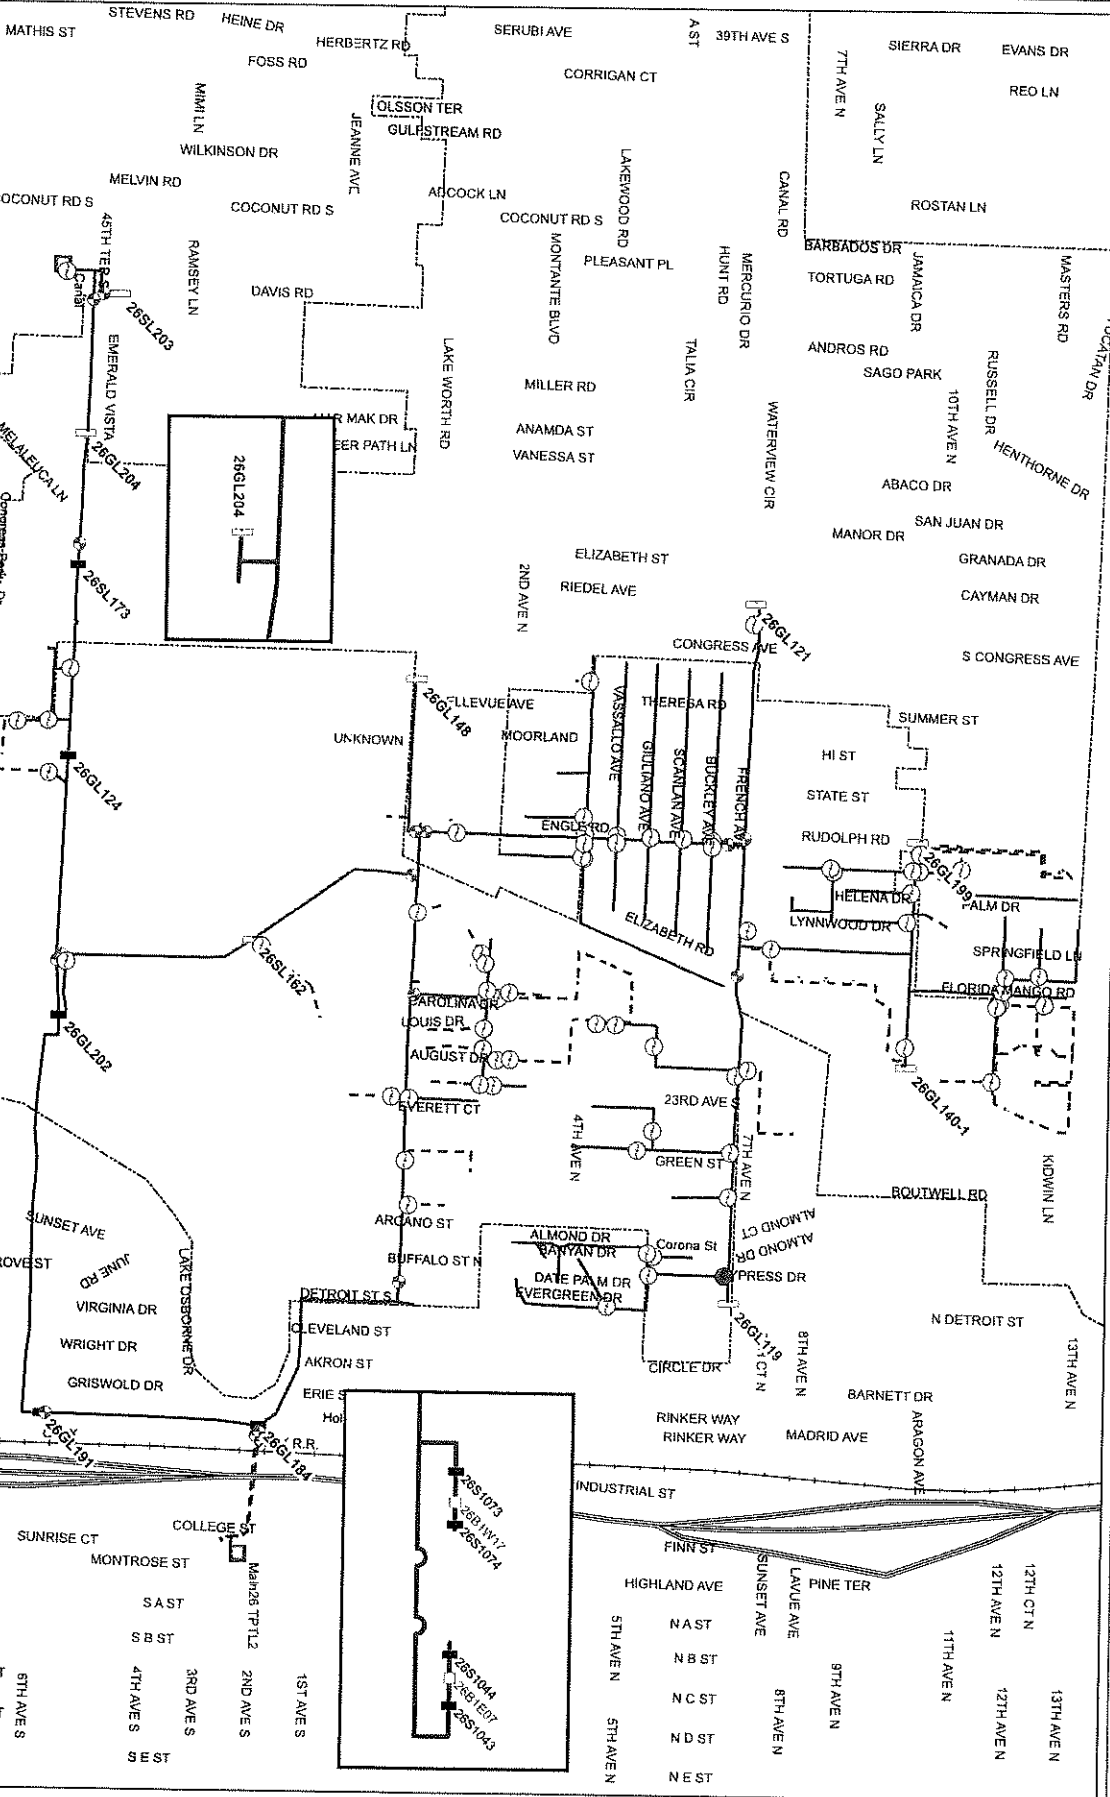 MATHIS ST
STEVENS RD
HEINE DR
HERBERTZ RD
FOSS RD
SERUBI AVE
CORRIGAN CT
A ST
39TH AVE S
7TH AVE N
SIERRA DR
EVANS DR
REO LN
SALLY LN
MIMI LN
OLSSON TER
GULFSTREAM RD
JEANNE AVE
WILKINSON DR
MELVIN RD
COCONUT RD S
ADCOCK LN
LAKEWOOD RD
CANAL RD
ROSTAN LN
OCONUT RD S
45TH TER S
COCONUT RD S
RAMSEY LN
MONTANTE BLVD
PLEASANT PL
HUNT RD
MERCURIO DR
BARBADOS DR
TORTUGA RD
JAMAICA DR
MASTERS RD
Canal
26SL203
DAVIS RD
EMERALD VISTA
LAKE WORTH RD
MILLER RD
TALIA CIR
ANDROS RD
SAGO PARK
RUSSELL DR
UCATAN DR
10TH AVE N
R MAK DR
EER PATH LN
ANAMDA ST
VANESSA ST
WATERVIEW CIR
HENTHORNE DR
MELALEUCA LN
26GL204
26GL204
ABACO DR
SAN JUAN DR
MANOR DR
GRANADA DR
ELIZABETH ST
2ND AVE N
RIEDEL AVE
CAYMAN DR
26SL173
26GL121
CONGRESS AVE
S CONGRESS AVE
26GL148
ELLEVUE AVE
THERESA RD
SUMMER ST
UNKNOWN
MOORLAND
VASSALLO AVE
GIULIANO AVE
SCANLAN AVE
BUCKLEY AVE
FRENCH AVE
HI ST
26GL124
STATE ST
ENGLE RD
RUDOLPH RD
26GL199
HELENA DR
PALM DR
LYNNWOOD DR
ELIZABETH RD
26SL162
SPRINGFIELD LN
CAROLINA DR
FLORIDA MANGO RD
26GL202
LOUIS DR
AUGUST DR
26GL140-1
EVERETT CT
23RD AVE S
4TH AVE N
GREEN ST
7TH AVE N
KIDWIN LN
BOUTWELL RD
SUNSET AVE
ARCANO ST
ALMOND CT
ALMOND DR
ALMOND DR
BANYAN DR
Corona St
ROVE ST
JUNE RD
LAKE OSBORNE DR
BUFFALO ST N
DATE PALM DR
YPRESS DR
EVERGREEN DR
VIRGINIA DR
DETROIT ST S
26GL119
N DETROIT ST
CLEVELAND ST
WRIGHT DR
AKRON ST
1 CT N
8TH AVE N
13TH AVE N
GRISWOLD DR
CIRCLE DR
ERIE S
BARNETT DR
RINKER WAY
RINKER WAY
MADRID AVE
ARAGON AVE
26GL191
26GL184
R.R.
26S1073
26B1W17
26S1074
INDUSTRIAL ST
SUNRISE CT
COLLEGE ST
MONTROSE ST
Main26 TPTL2
FINN ST
HIGHLAND AVE
SUNSET AVE
LAVUE AVE
PINE TER
12TH AVE N
12TH CT N
S A ST
5TH AVE N
N A ST
S B ST
26S1044
26B1E07
26S1043
N B ST
9TH AVE N
11TH AVE N
6TH AVE S
4TH AVE S
3RD AVE S
2ND AVE S
1ST AVE S
N C ST
8TH AVE N
12TH AVE N
13TH AVE N
5TH AVE N
N D ST
S E ST
N E ST